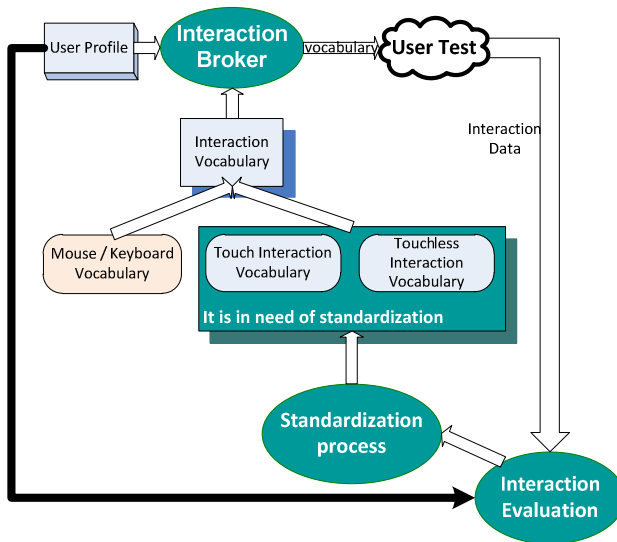 User Profile
Interaction
Broker
vocabulary
User Test
Interaction
Data
Interaction
Vocabulary
Mouse / Keyboard
Vocabulary
Touch Interaction
Vocabulary
Touchless
Interaction
Vocabulary
It is in need of standardization
Standardization
process
Interaction
Evaluation